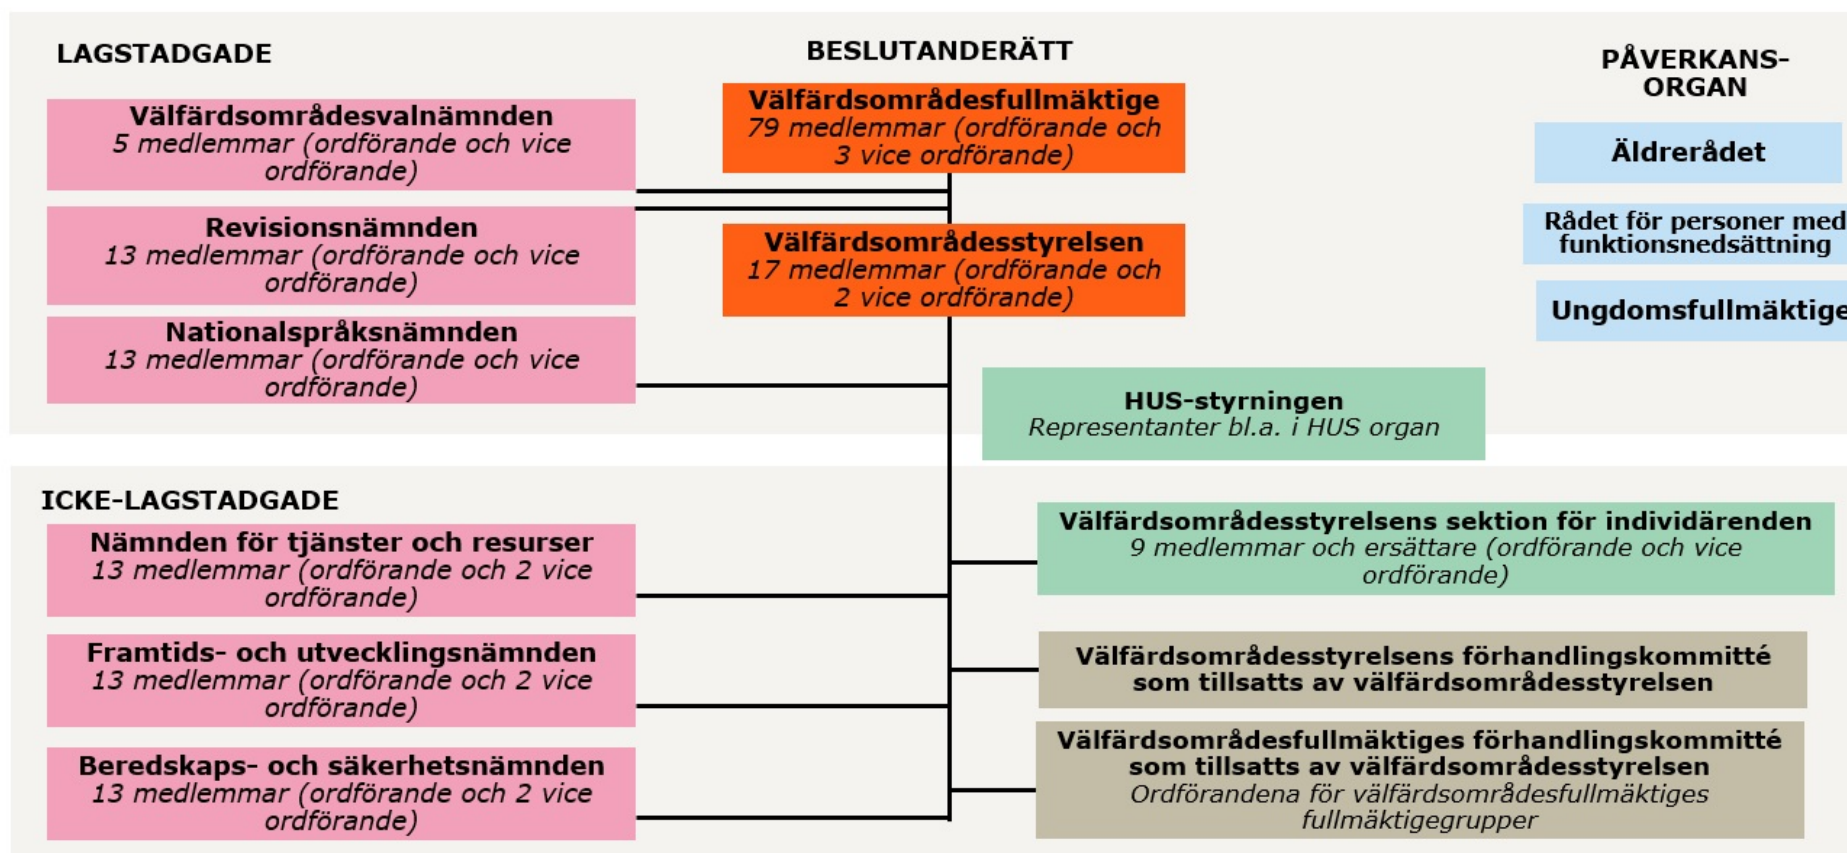 LAGSTADGADE
Välfärdsområdesvalnämnden
5 medlemmar (ordförande och vice
ordförande)
Revisionsnämnden
13 medlemmar (ordförande och vice
ordförande)
Nationalspråksnämnden
13 medlemmar (ordförande och vice
ordförande)
BESLUTANDERÄTT
Välfärdsområdesfullmäktige
79 medlemmar (ordförande och
3 vice ordförande)
Välfärdsområdesstyrelsen
17 medlemmar (ordförande och
2 vice ordförande)
HUS-styrningen
Representanter bl.a. i HUS organ
PÅVERKANS-
ORGAN
Äldrerådet
Rådet för personer med
funktionsnedsättning
Ungdomsfullmäktige
ICKE-LAGSTADGADE
Nämnden för tjänster och resurser
13 medlemmar (ordförande och 2 vice
ordförande)
Framtids- och utvecklingsnämnden
13 medlemmar (ordförande och 2 vice
ordförande)
Beredskaps- och säkerhetsnämnden
13 medlemmar (ordförande och 2 vice
ordförande)
Välfärdsområdesstyrelsens sektion för individärenden
9 medlemmar och ersättare (ordförande och vice
ordförande)
Välfärdsområdesstyrelsens förhandlingskommitté
som tillsatts av välfärdsområdesstyrelsen
Välfärdsområdesfullmäktiges förhandlingskommitté
som tillsatts av välfärdsområdesstyrelsen
Ordförandena för välfärdsområdesfullmäktiges
fullmäktigegrupper